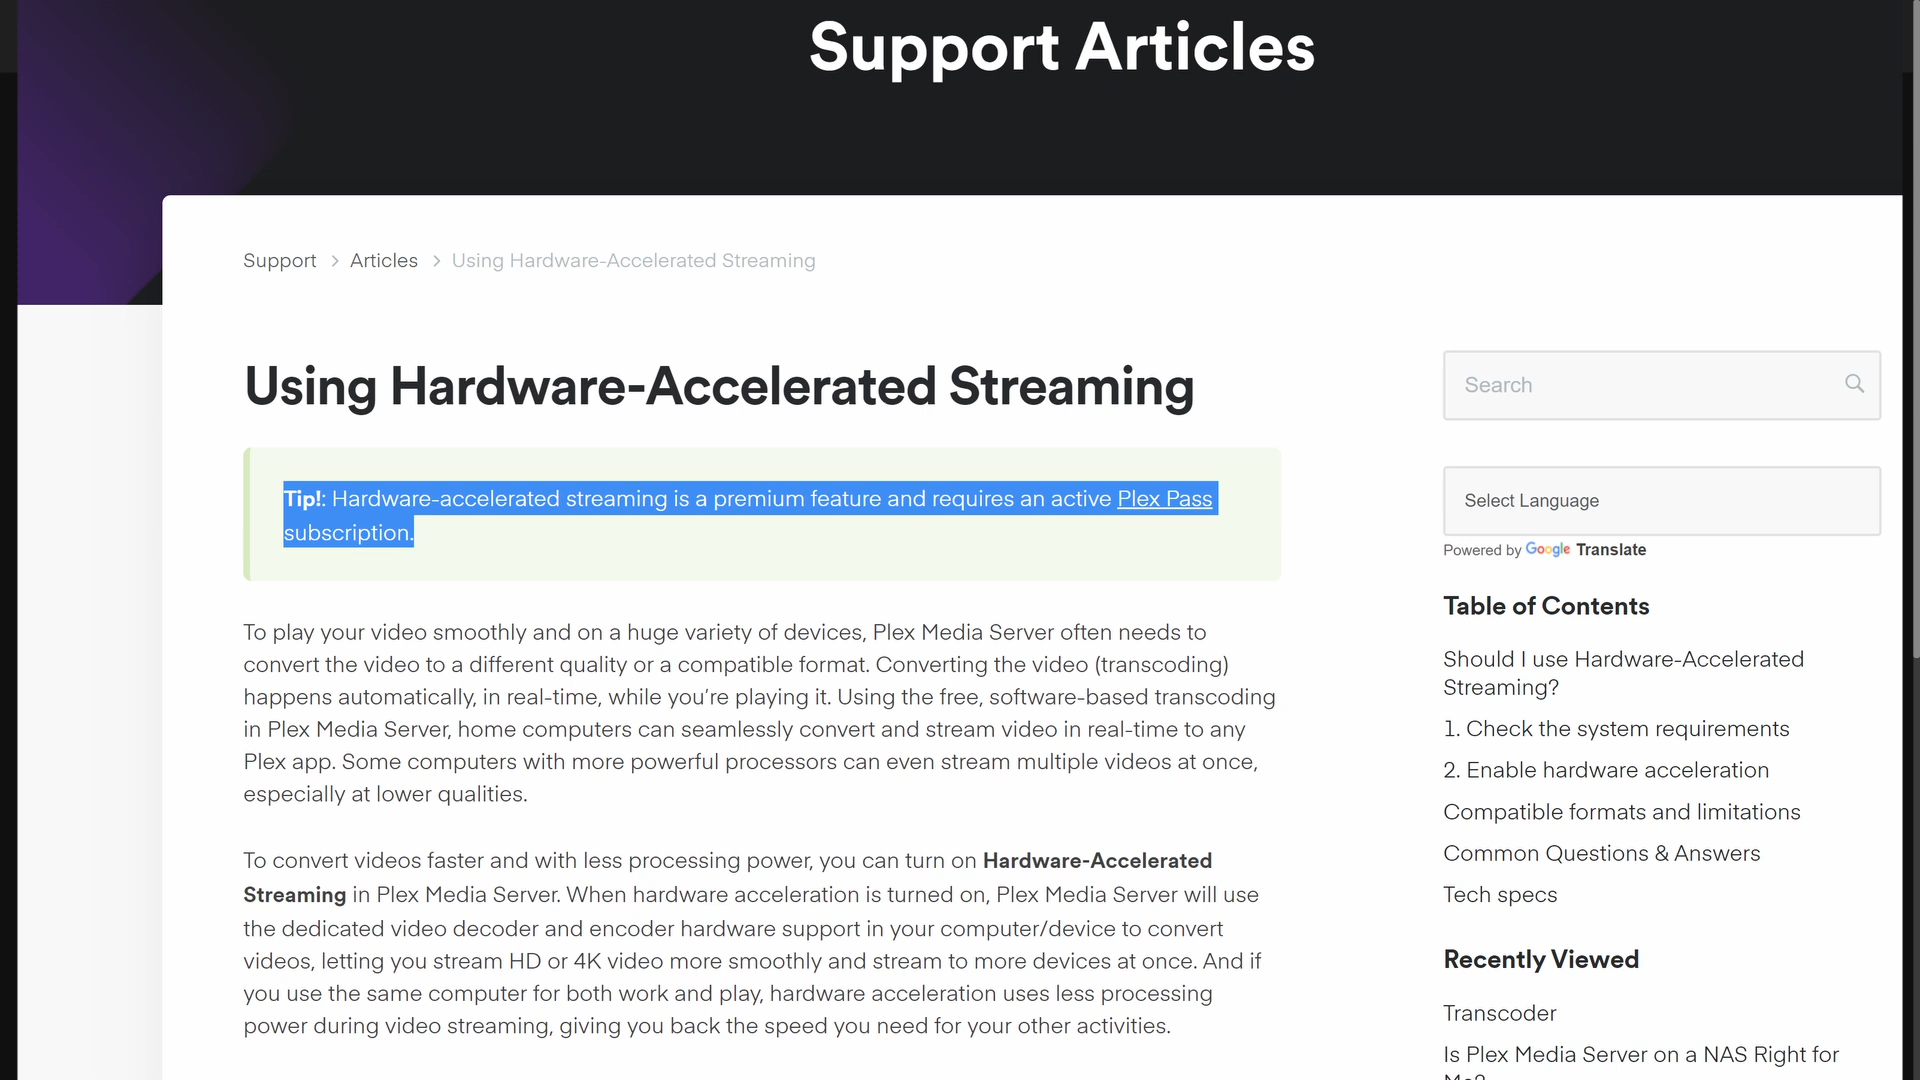 Support Articles
Support > Articles > Using Hardware-Accelerated Streaming
Using Hardware-Accelerated Streaming
Tip!: Hardware-accelerated streaming is a premium feature and requires an active Plex Pass
subscription.
To play your video smoothly and on a huge variety of devices, Plex Media Server often needs to
convert the video to a different quality or a compatible format. Converting the video (transcoding)
happens automatically, in real-time, while you’re playing it. Using the free, software-based transcoding
in Plex Media Server, home computers can seamlessly convert and stream video in real-time to any
Plex app. Some computers with more powerful processors can even stream multiple videos at once,
especially at lower qualities.
To convert videos faster and with less processing power, you can turn on Hardware-Accelerated
Streaming in Plex Media Server. When hardware acceleration is turned on, Plex Media Server will use
the dedicated video decoder and encoder hardware support in your computer/device to convert
videos, letting you stream HD or 4K video more smoothly and stream to more devices at once. And if
you use the same computer for both work and play, hardware acceleration uses less processing
power during video streaming, giving you back the speed you need for your other activities.
Search
Select Language
Powered by Google Translate
Table of Contents
Should I use Hardware-Accelerated
Streaming?
1. Check the system requirements
2. Enable hardware acceleration
Compatible formats and limitations
Common Questions & Answers
Tech specs
Recently Viewed
Transcoder
Is Plex Media Server on a NAS Right for
Me?